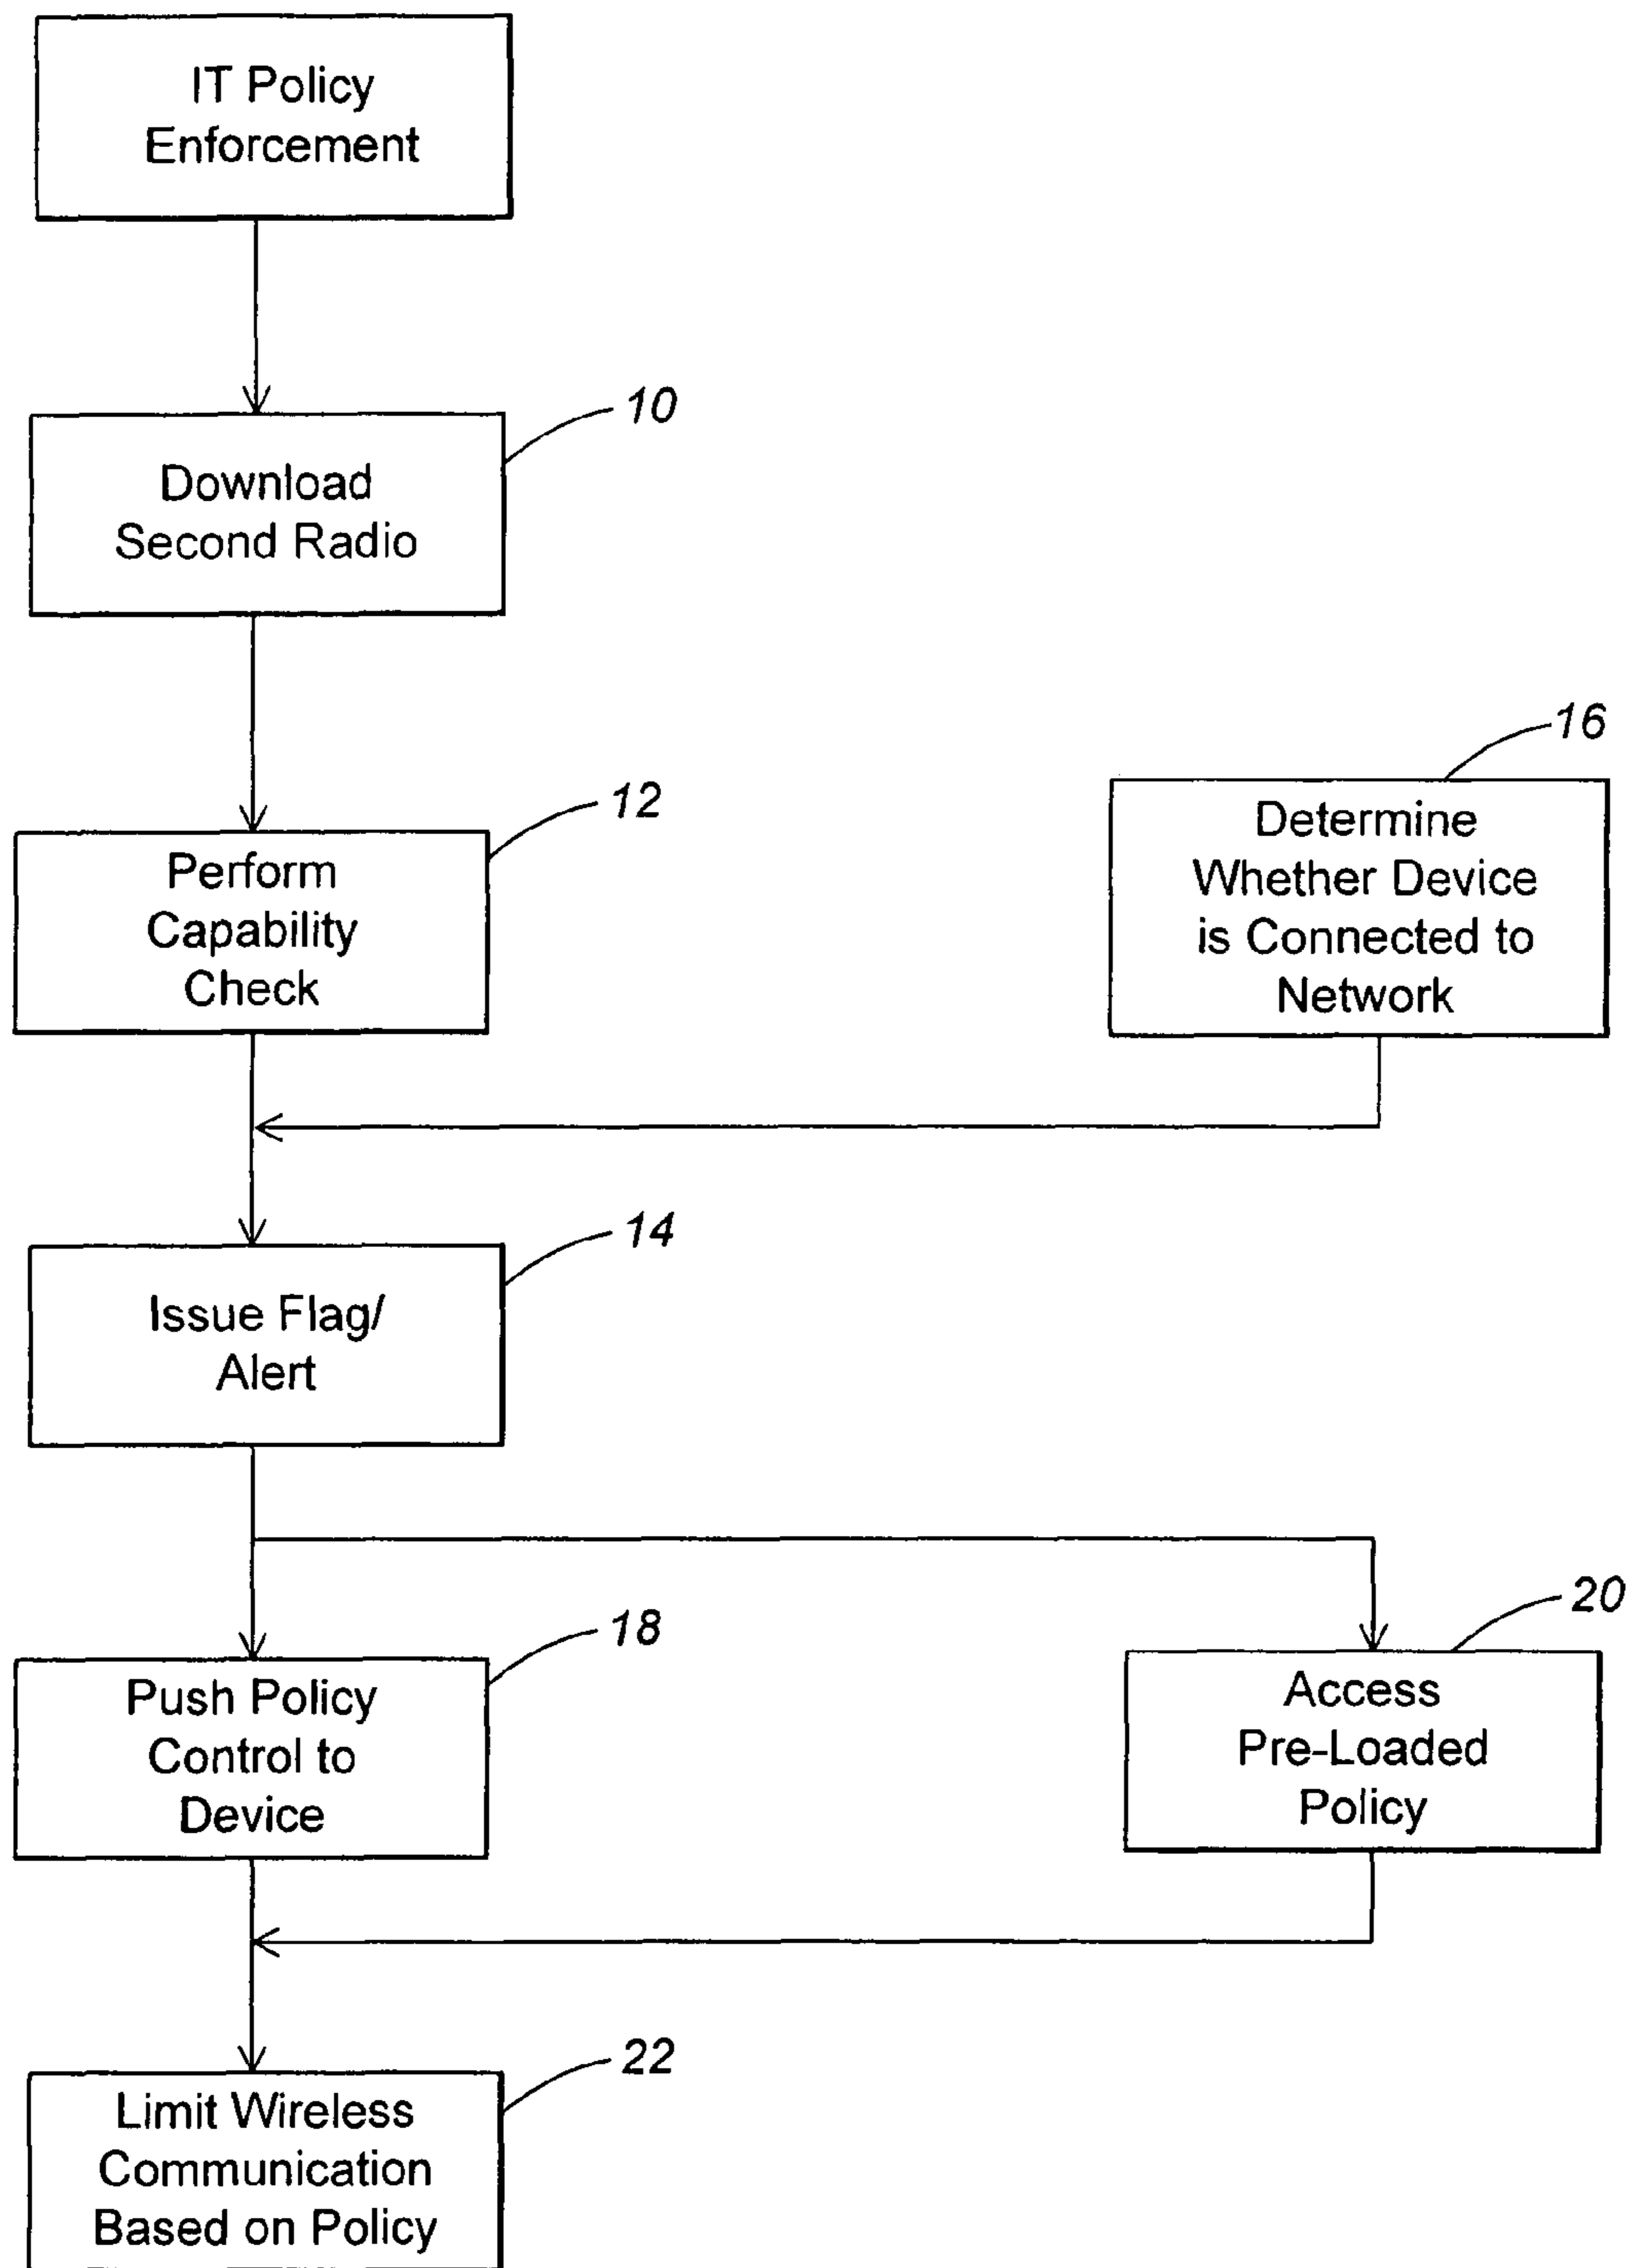 IT Policy
Enforcement
10
Download
Second Radio
12
Perform
Capability
Check
16
Determine
Whether Device
is Connected to
Network
14
Issue Flag/
Alert
18
Push Policy
Control to
Device
20
Access
Pre-Loaded
Policy
22
Limit Wireless
Communication
Based on Policy